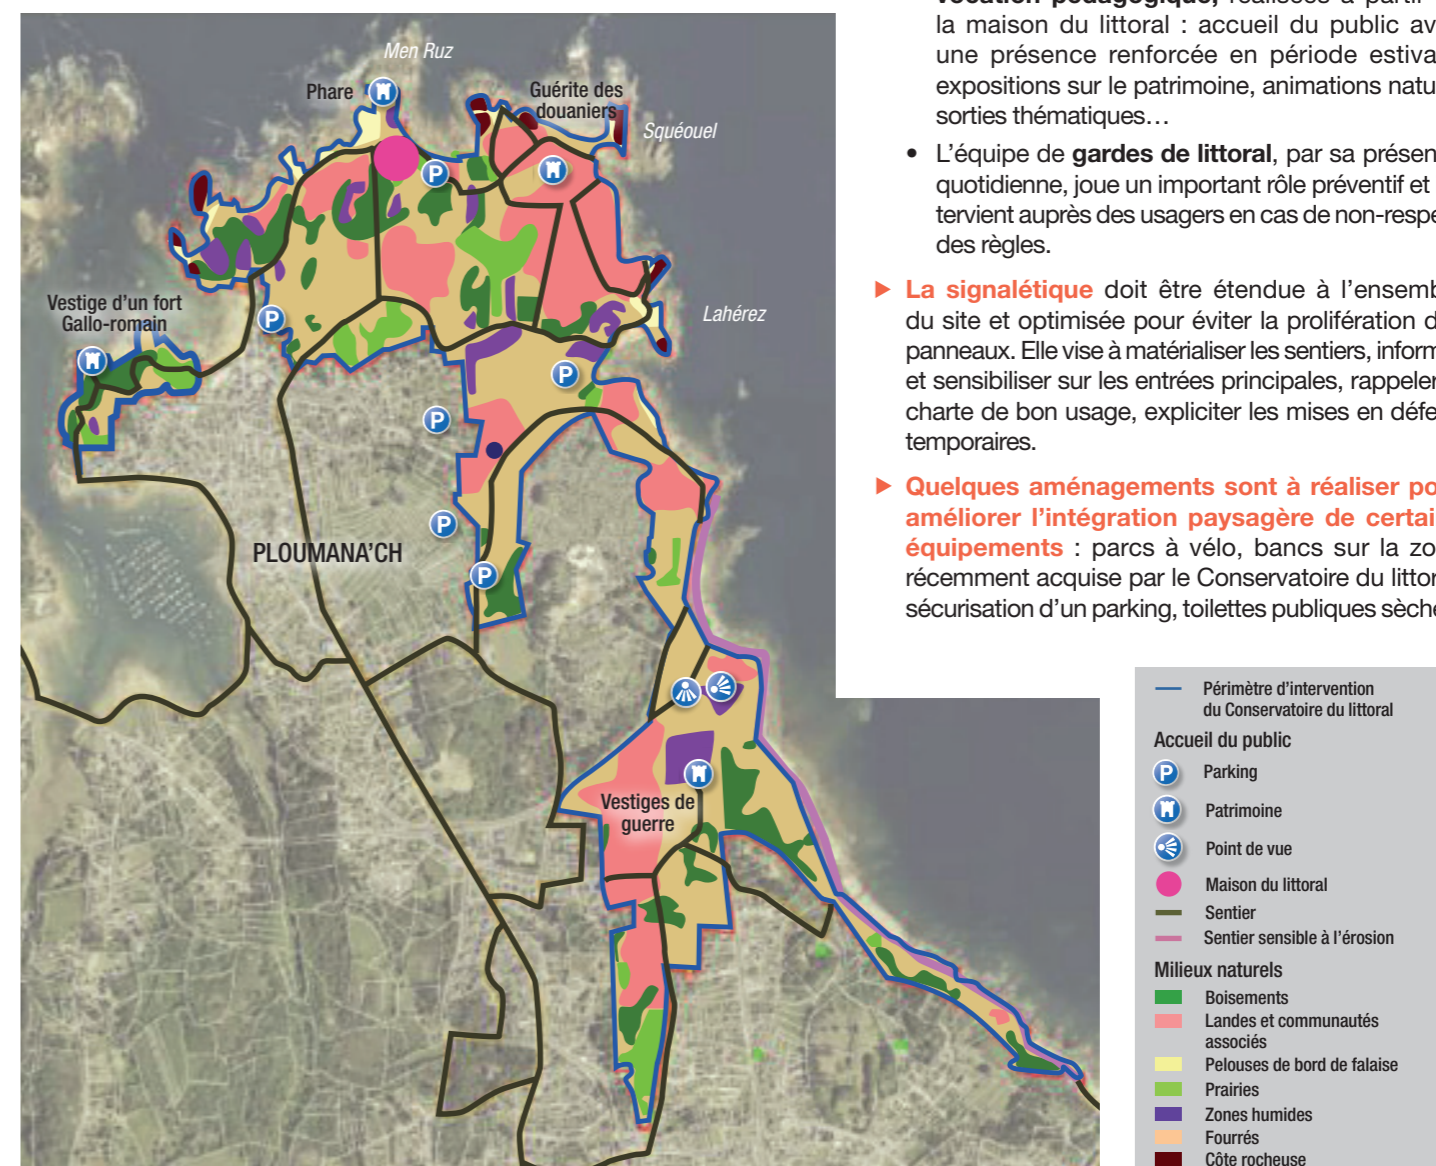 Men Ruz
Phare
Guérite des
douaniers
Squéouel
Vestige d'un fort
Gallo-romain
Lahérez
P
P
P
P
P
P
PLOUMANA'CH
Vestiges de
guerre
vocation pédagogique, réalisées à partir
la maison du littoral : accueil du public av
une présence renforcée en période estiva
expositions sur le patrimoine, animations natu
sorties thématiques…
• L'équipe de gardes de littoral, par sa présen
quotidienne, joue un important rôle préventif et
tervient auprès des usagers en cas de non-respe
des règles.
► La signalétique doit être étendue à l'ensemb
du site et optimisée pour éviter la prolifération d
panneaux. Elle vise à matérialiser les sentiers, inform
et sensibiliser sur les entrées principales, rappeler
charte de bon usage, expliciter les mises en défe
temporaires.
► Quelques aménagements sont à réaliser po
améliorer l'intégration paysagère de certai
équipements : parcs à vélo, bancs sur la zo
récemment acquise par le Conservatoire du littor
sécurisation d'un parking, toilettes publiques sèche
Périmètre d'intervention
du Conservatoire du littoral
Accueil du public
P Parking
Patrimoine
Point de vue
Maison du littoral
Sentier
Sentier sensible à l'érosion
Milieux naturels
Boisements
Landes et communautés
associés
Pelouses de bord de falaise
Prairies
Zones humides
Fourrés
Côte rocheuse